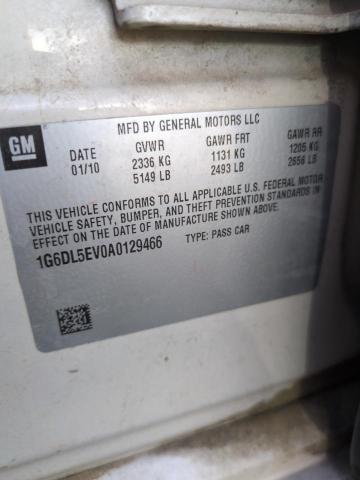 GM
MFD BY GENERAL MOTORS LLC
DATE GVWR GAWR FRT GAWR RR
01/10 2336 KG 1131 KG 1205 KG
5149 LB 2493 LB 2656 LB
THIS VEHICLE CONFORMS TO ALL APPLICABLE U.S. FEDERAL MOTOR
VEHICLE SAFETY, BUMPER, AND THEFT PREVENTION STANDARDS IN
EFFECT ON THE DATE OF MANUFACTURE SHOWN ABOVE.
1G6DL5EV0A0129466 TYPE: PASS CAR